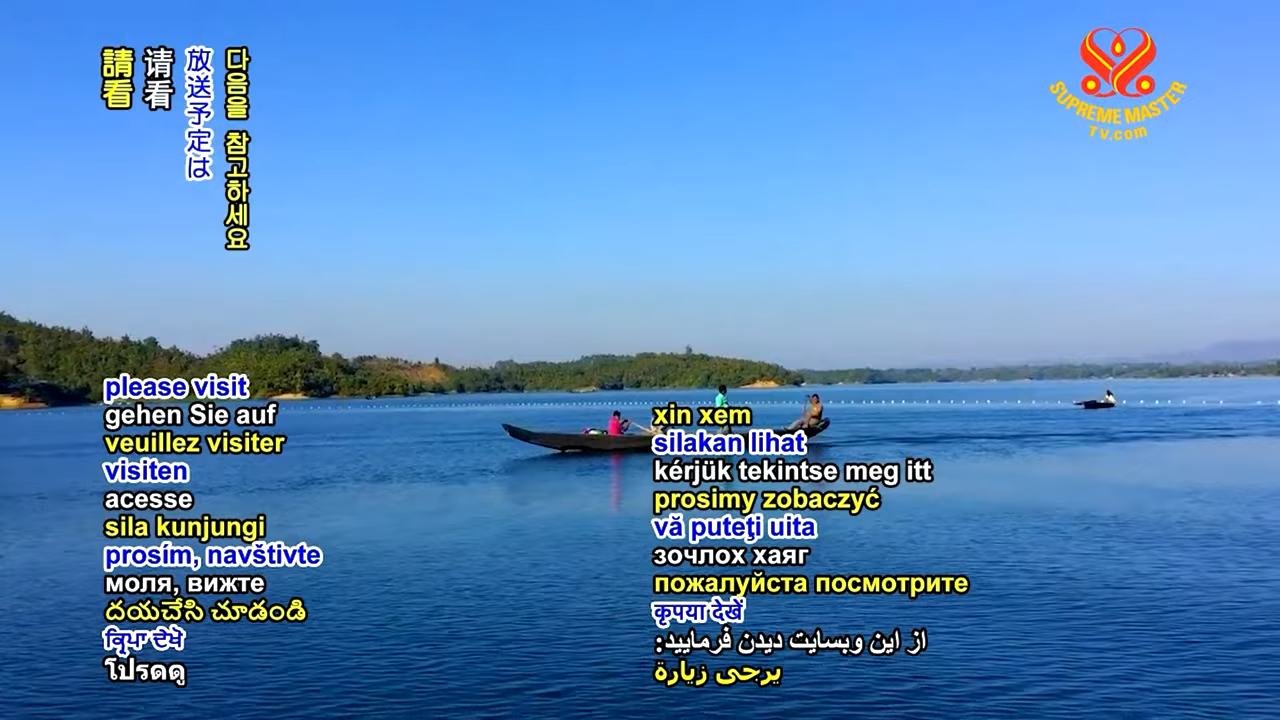 請看
请看
放送予定は
다음을 참고하세요
SUPREME MASTER
TV.com
please visit
gehen Sie auf
veuillez visiter
visiten
acesse
sila kunjungi
prosím, navštivte
моля, вижте
దయచేసి చూడండి
ਕ੍ਰਿਪਾ ਦੇਖੋ
โปรดดู
xin xem
silakan lihat
kérjük tekintse meg itt
prosimy zobaczyć
vă puteţi uita
зочлох хаяг
пожалуйста посмотрите
कृपया देखें
از این وبسایت دیدن فرمایید:
يرجى زيارة